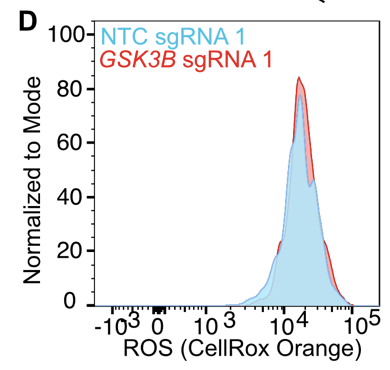 D
NTC sgRNA 1
GSK3B sgRNA 1
Normalized to Mode
100
80
60
40
20
0
-10³ 0 10³ 10⁴ 10⁵
ROS (CellRox Orange)